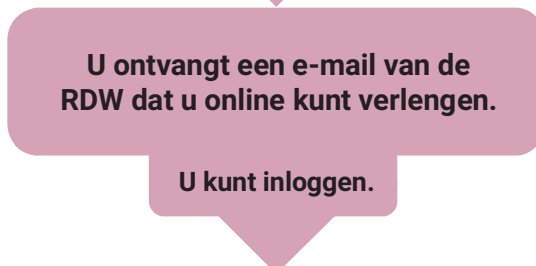 U ontvangt een e-mail van de
RDW dat u online kunt verlengen.
U kunt inloggen.